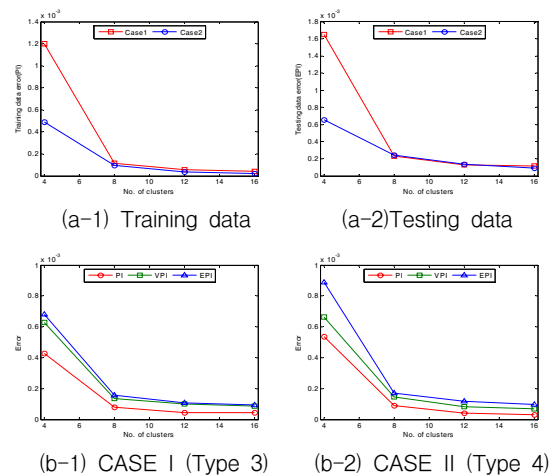 x 10^-3
1.4
1.2
1
0.8
0.6
0.4
0.2
0
4 6 8 10 12 14 16
Training data error(PI)
No. of clusters
Case1 Case2
(a-1) Training data
x 10^-3
1.8
1.6
1.4
1.2
1
0.8
0.6
0.4
0.2
0
4 6 8 10 12 14 16
Testing data error(EPI)
No. of clusters
Case1 Case2
(a-2)Testing data
x 10^-3
1
0.8
0.6
0.4
0.2
0
4 6 8 10 12 14 16
Error
No. of clusters
PI VPI EPI
(b-1) CASE I (Type 3)
x 10^-3
1
0.8
0.6
0.4
0.2
0
4 6 8 10 12 14 16
Error
No. of clusters
PI VPI EPI
(b-2) CASE II (Type 4)